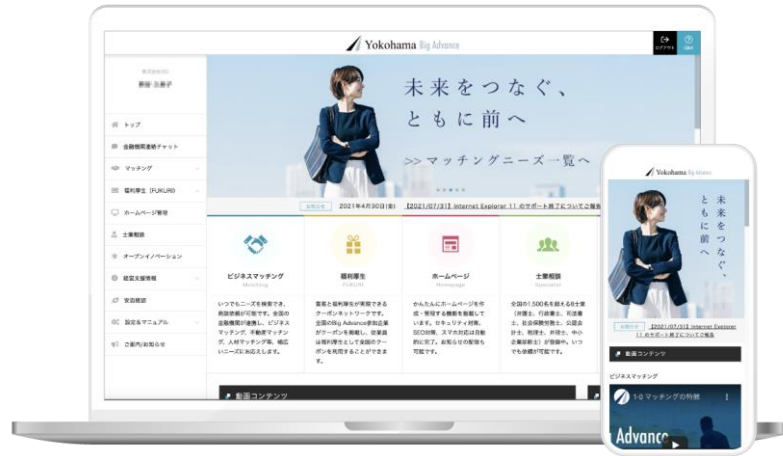 Yokohama Big Advance
ログアウト
Q&A
トップ
金融機関連絡チャット
マッチング
福利厚生（FUKURI）
ホームページ管理
士業相談
オープンイノベーション
経営支援情報
安否確認
設定&マニュアル
ご案内/お知らせ
未来をつなぐ、
ともに前へ
>> マッチングニーズ一覧へ
お知らせ 2021年4月30日(金) 【2021/07/31】Internet Explorer 11 のサポート終了についてご報告
ビジネスマッチング
Matching
いつでもニーズを検索でき、
商談依頼が可能です。全国の
金融機関が連携し、ビジネス
マッチング、不動産マッチン
グ、人材マッチング等、幅広
いニーズにお応えします。
福利厚生
FUKURI
集客と福利厚生が実現できる
クーポンネットワークです。
全国のBig Advance参加企業
がクーポンを掲載し、従業員
は福利厚生として全国のクー
ポンを利用することができま
す。
ホームページ
Homepage
かんたんにホームページを作
成・管理する機能を搭載して
います。セキュリティ対策、
SEO対策、スマホ対応は自動
的に完了。お知らせの配信も
可能です。
士業相談
Specialist
全国の1,500名を超える8士業
（弁護士、行政書士、司法書
士、社会保険労務士、公認会
計士、税理士、弁理士、中小
企業診断士）が登録中。いつ
でも依頼が可能です。
動画コンテンツ
Yokohama Big Advance
未来をつなぐ、
ともに前へ
お知らせ 【2021/07/31】Internet Explorer
11 のサポート終了についてご報告
動画コンテンツ
ビジネスマッチング
1-0 マッチングの特徴
Advance